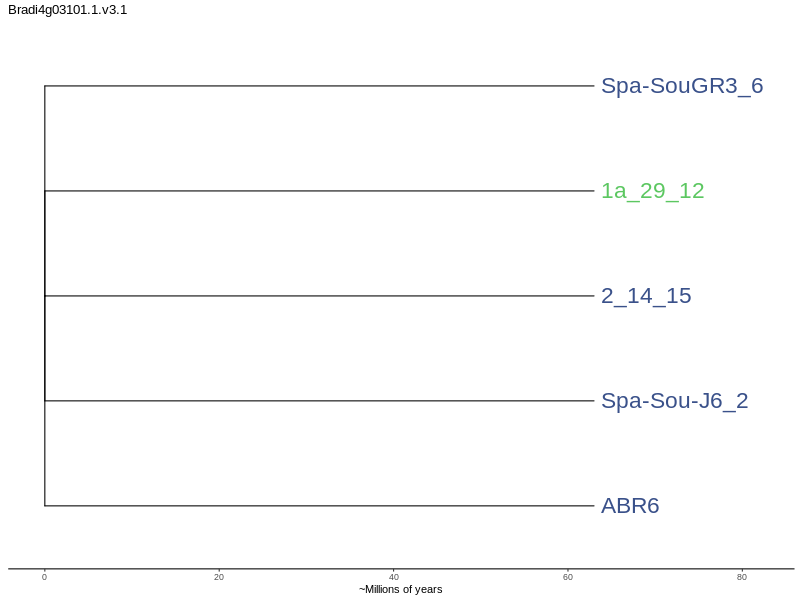 Bradi4g03101.1.v3.1
Spa-SouGR3_6
1a_29_12
2_14_15
Spa-Sou-J6_2
ABR6
0 20 40 60 80
~Millions of years